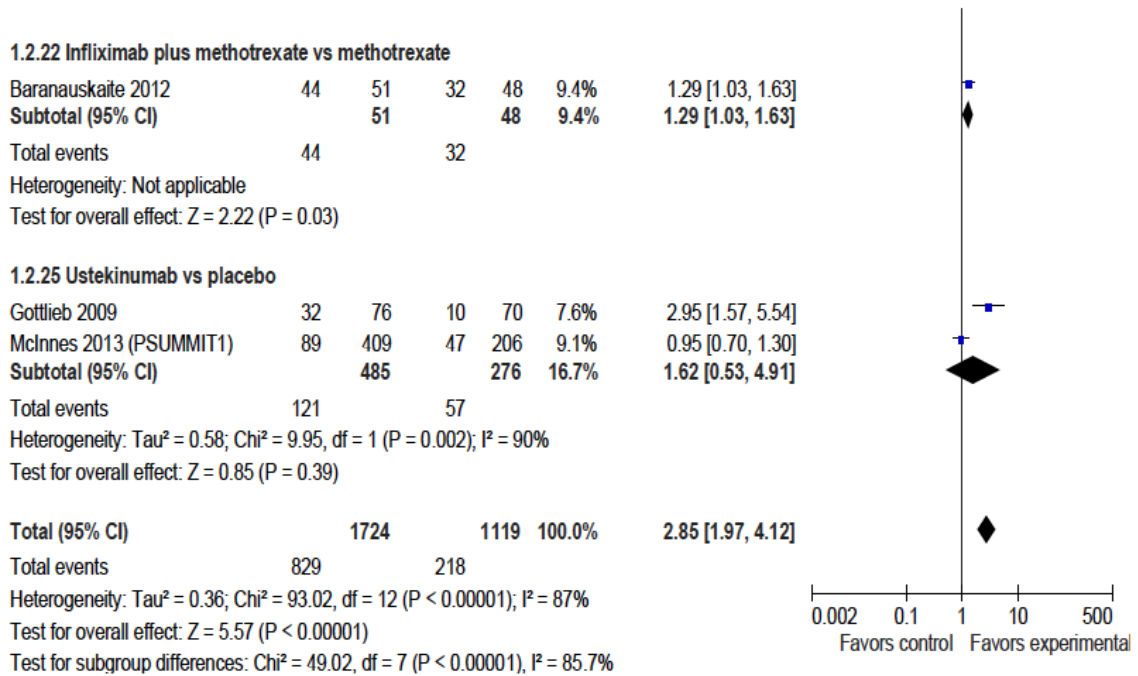 1.2.22 Infliximab plus methotrexate vs methotrexate
Baranauskaite 2012 44 51 32 48 9.4% 1.29 [1.03, 1.63]
Subtotal (95% CI) 51 48 9.4% 1.29 [1.03, 1.63]
Total events 44 32
Heterogeneity: Not applicable
Test for overall effect: Z = 2.22 (P = 0.03)
1.2.25 Ustekinumab vs placebo
Gottlieb 2009 32 76 10 70 7.6% 2.95 [1.57, 5.54]
McInnes 2013 (PSUMMIT1) 89 409 47 206 9.1% 0.95 [0.70, 1.30]
Subtotal (95% CI) 485 276 16.7% 1.62 [0.53, 4.91]
Total events 121 57
Heterogeneity: Tau² = 0.58; Chi² = 9.95, df = 1 (P = 0.002); I² = 90%
Test for overall effect: Z = 0.85 (P = 0.39)
Total (95% CI) 1724 1119 100.0% 2.85 [1.97, 4.12]
Total events 829 218
Heterogeneity: Tau² = 0.36; Chi² = 93.02, df = 12 (P < 0.00001); I² = 87%
Test for overall effect: Z = 5.57 (P < 0.00001)
Test for subgroup differences: Chi² = 49.02, df = 7 (P < 0.00001), I² = 85.7%
0.002 0.1 1 10 500
Favors control Favors experimental